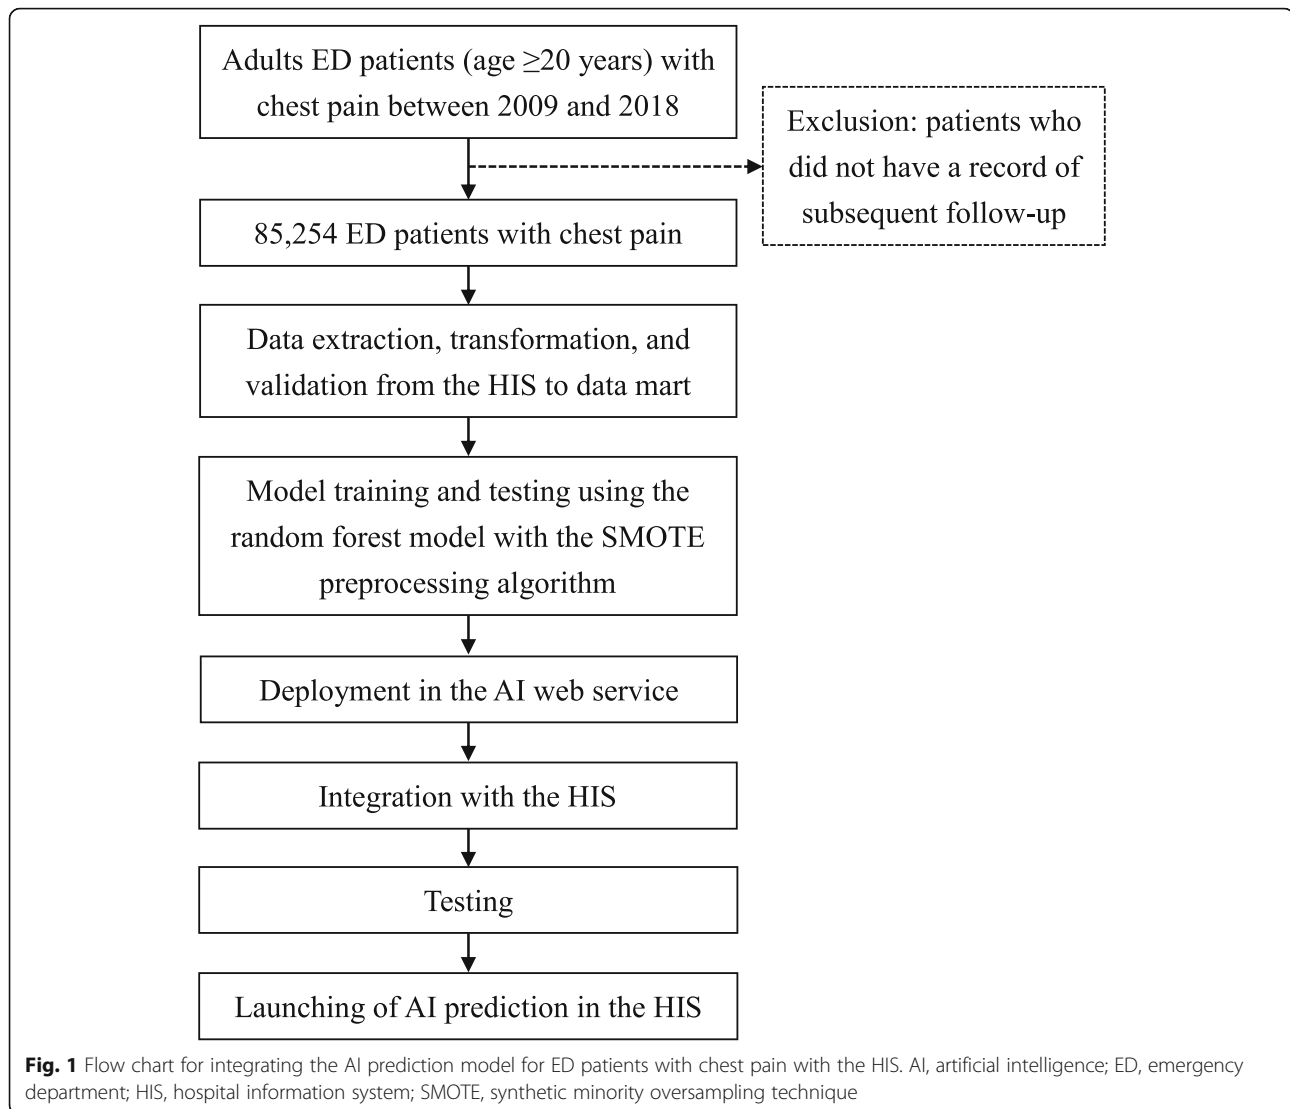 Adults ED patients (age ≥20 years) with
chest pain between 2009 and 2018
Exclusion: patients who
did not have a record of
subsequent follow-up
85,254 ED patients with chest pain
Data extraction, transformation, and
validation from the HIS to data mart
Model training and testing using the
random forest model with the SMOTE
preprocessing algorithm
Deployment in the AI web service
Integration with the HIS
Testing
Launching of AI prediction in the HIS
Fig. 1 Flow chart for integrating the AI prediction model for ED patients with chest pain with the HIS. AI, artificial intelligence; ED, emergency
department; HIS, hospital information system; SMOTE, synthetic minority oversampling technique